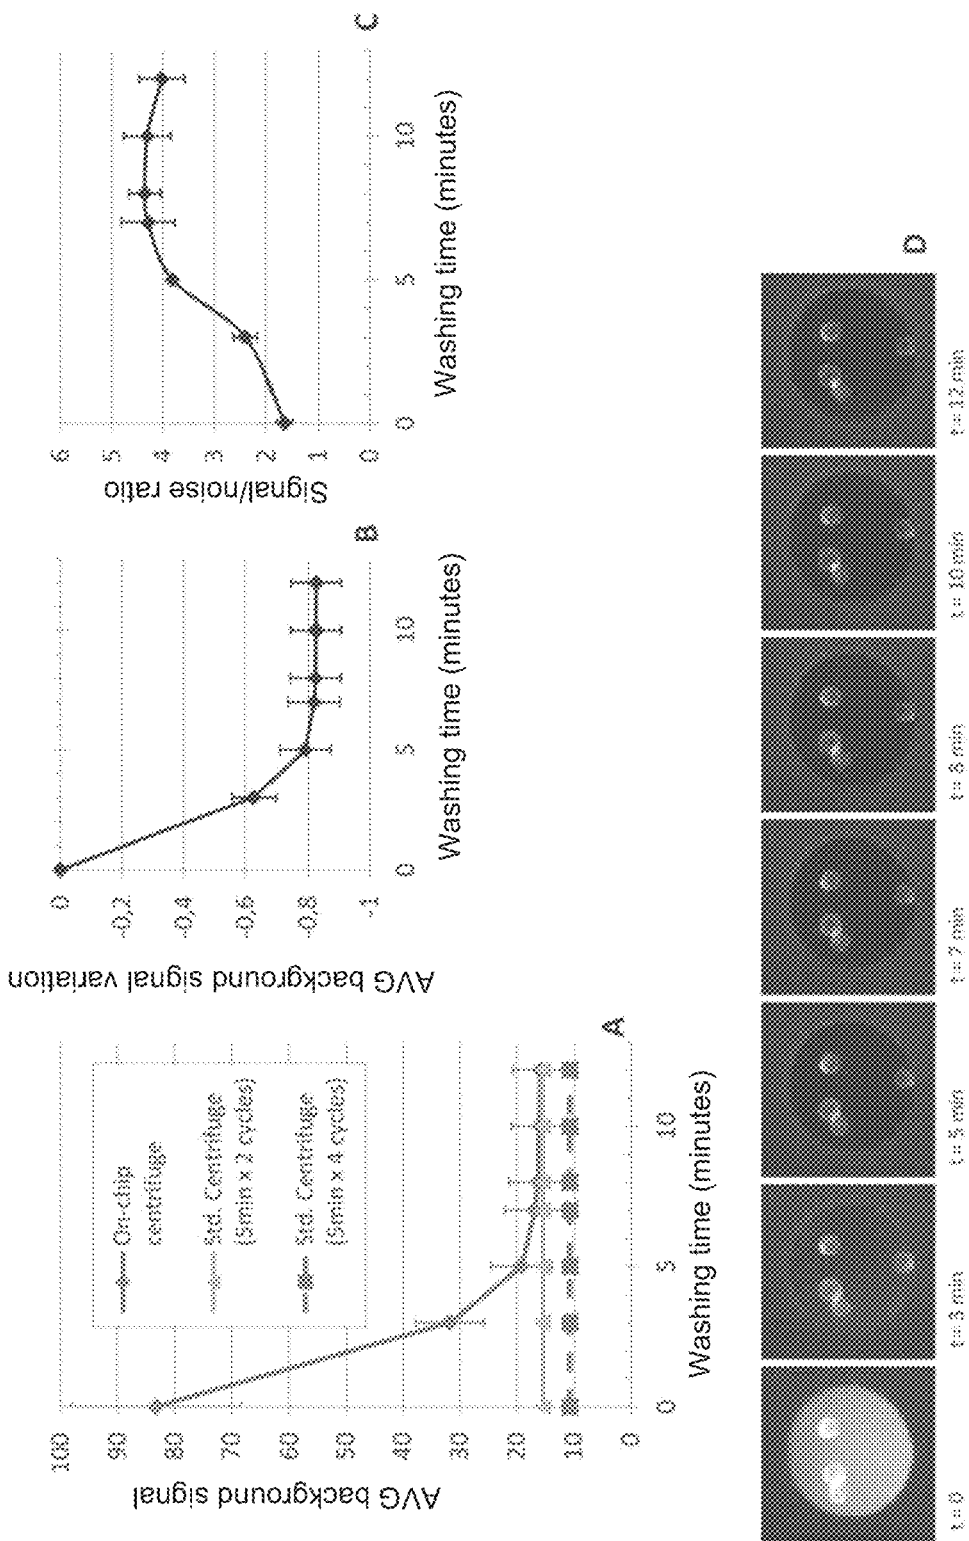 AVG background signal
100
90
80
70
60
50
40
30
20
10
0
On-chip
centrifuge
Std. Centrifuge
(5min x 2 cycles)
Std. Centrifuge
(5min x 4 cycles)
0
5
10
Washing time (minutes)
A
AVG background signal variation
0
-0,2
-0,4
-0,6
-0,8
-1
0
5
10
Washing time (minutes)
B
Signal/noise ratio
6
5
4
3
2
1
0
0
5
10
Washing time (minutes)
C
t = 0
t = 3 min
t = 5 min
t = 7 min
t = 8 min
t = 10 min
t = 12 min
D